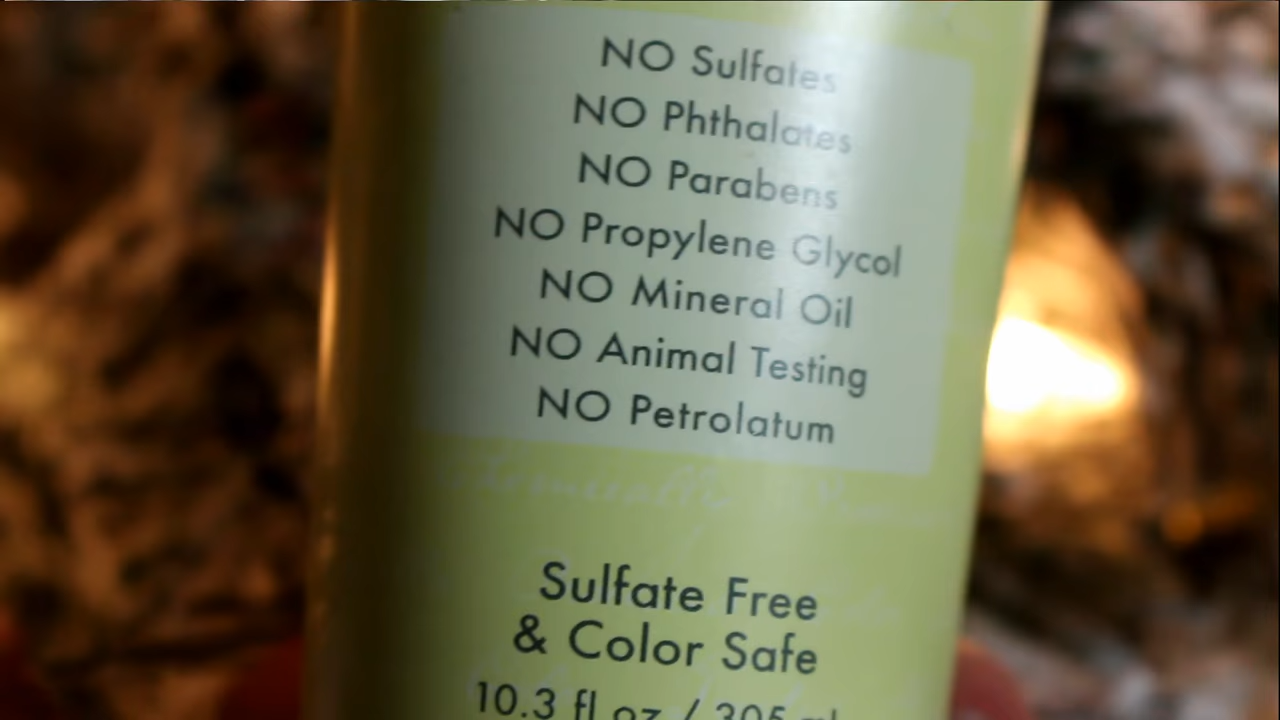 NO Sulfates
NO Phthalates
NO Parabens
NO Propylene Glycol
NO Mineral Oil
NO Animal Testing
NO Petrolatum
Sulfate Free
& Color Safe
10.3 fl oz / 305 ml